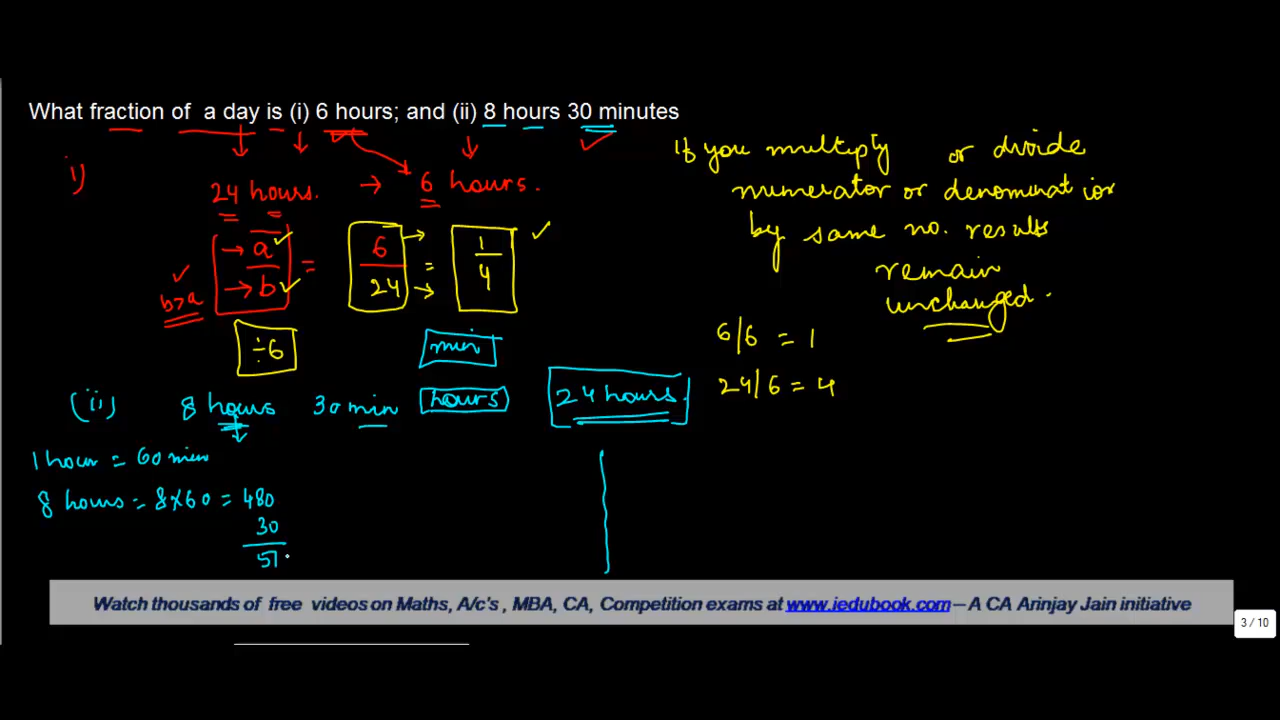 What fraction of a day is (i) 6 hours; and (ii) 8 hours 30 minutes
i)
24 hours. → 6 hours.
→ a
→ b
=
6
24
=
1
4
b>a
÷6
If you multiply or divide
numerator or denominator
by same no. results
remain
unchanged.
6/6 = 1
24/6 = 4
min
(ii) 8 hours 30 min hours 24 hours.
1 hour = 60 min
8 hours = 8×60 = 480
30
51
Watch thousands of free videos on Maths, A/c's , MBA, CA, Competition exams at www.iedubook.com – A CA Arinjay Jain initiative
3 / 10